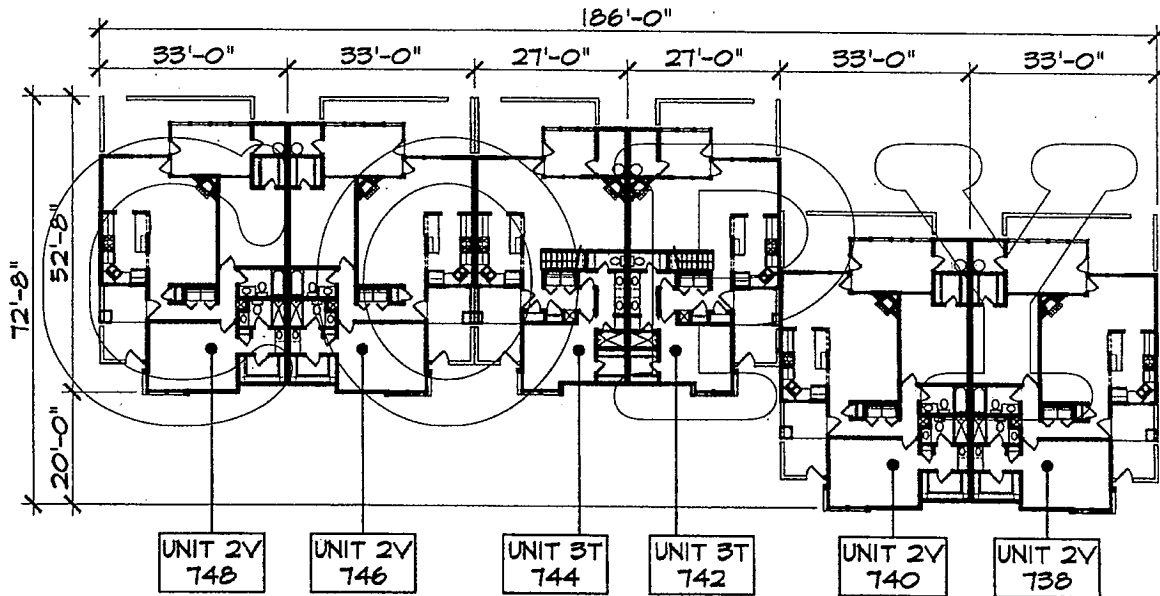 186'-0"
33'-0"
33'-0"
27'-0"
27'-0"
33'-0"
33'-0"
72'-8"
52'-8"
20'-0"
UNIT 2V
748
UNIT 2V
746
UNIT 3T
744
UNIT 3T
742
UNIT 2V
740
UNIT 2V
738
COPY